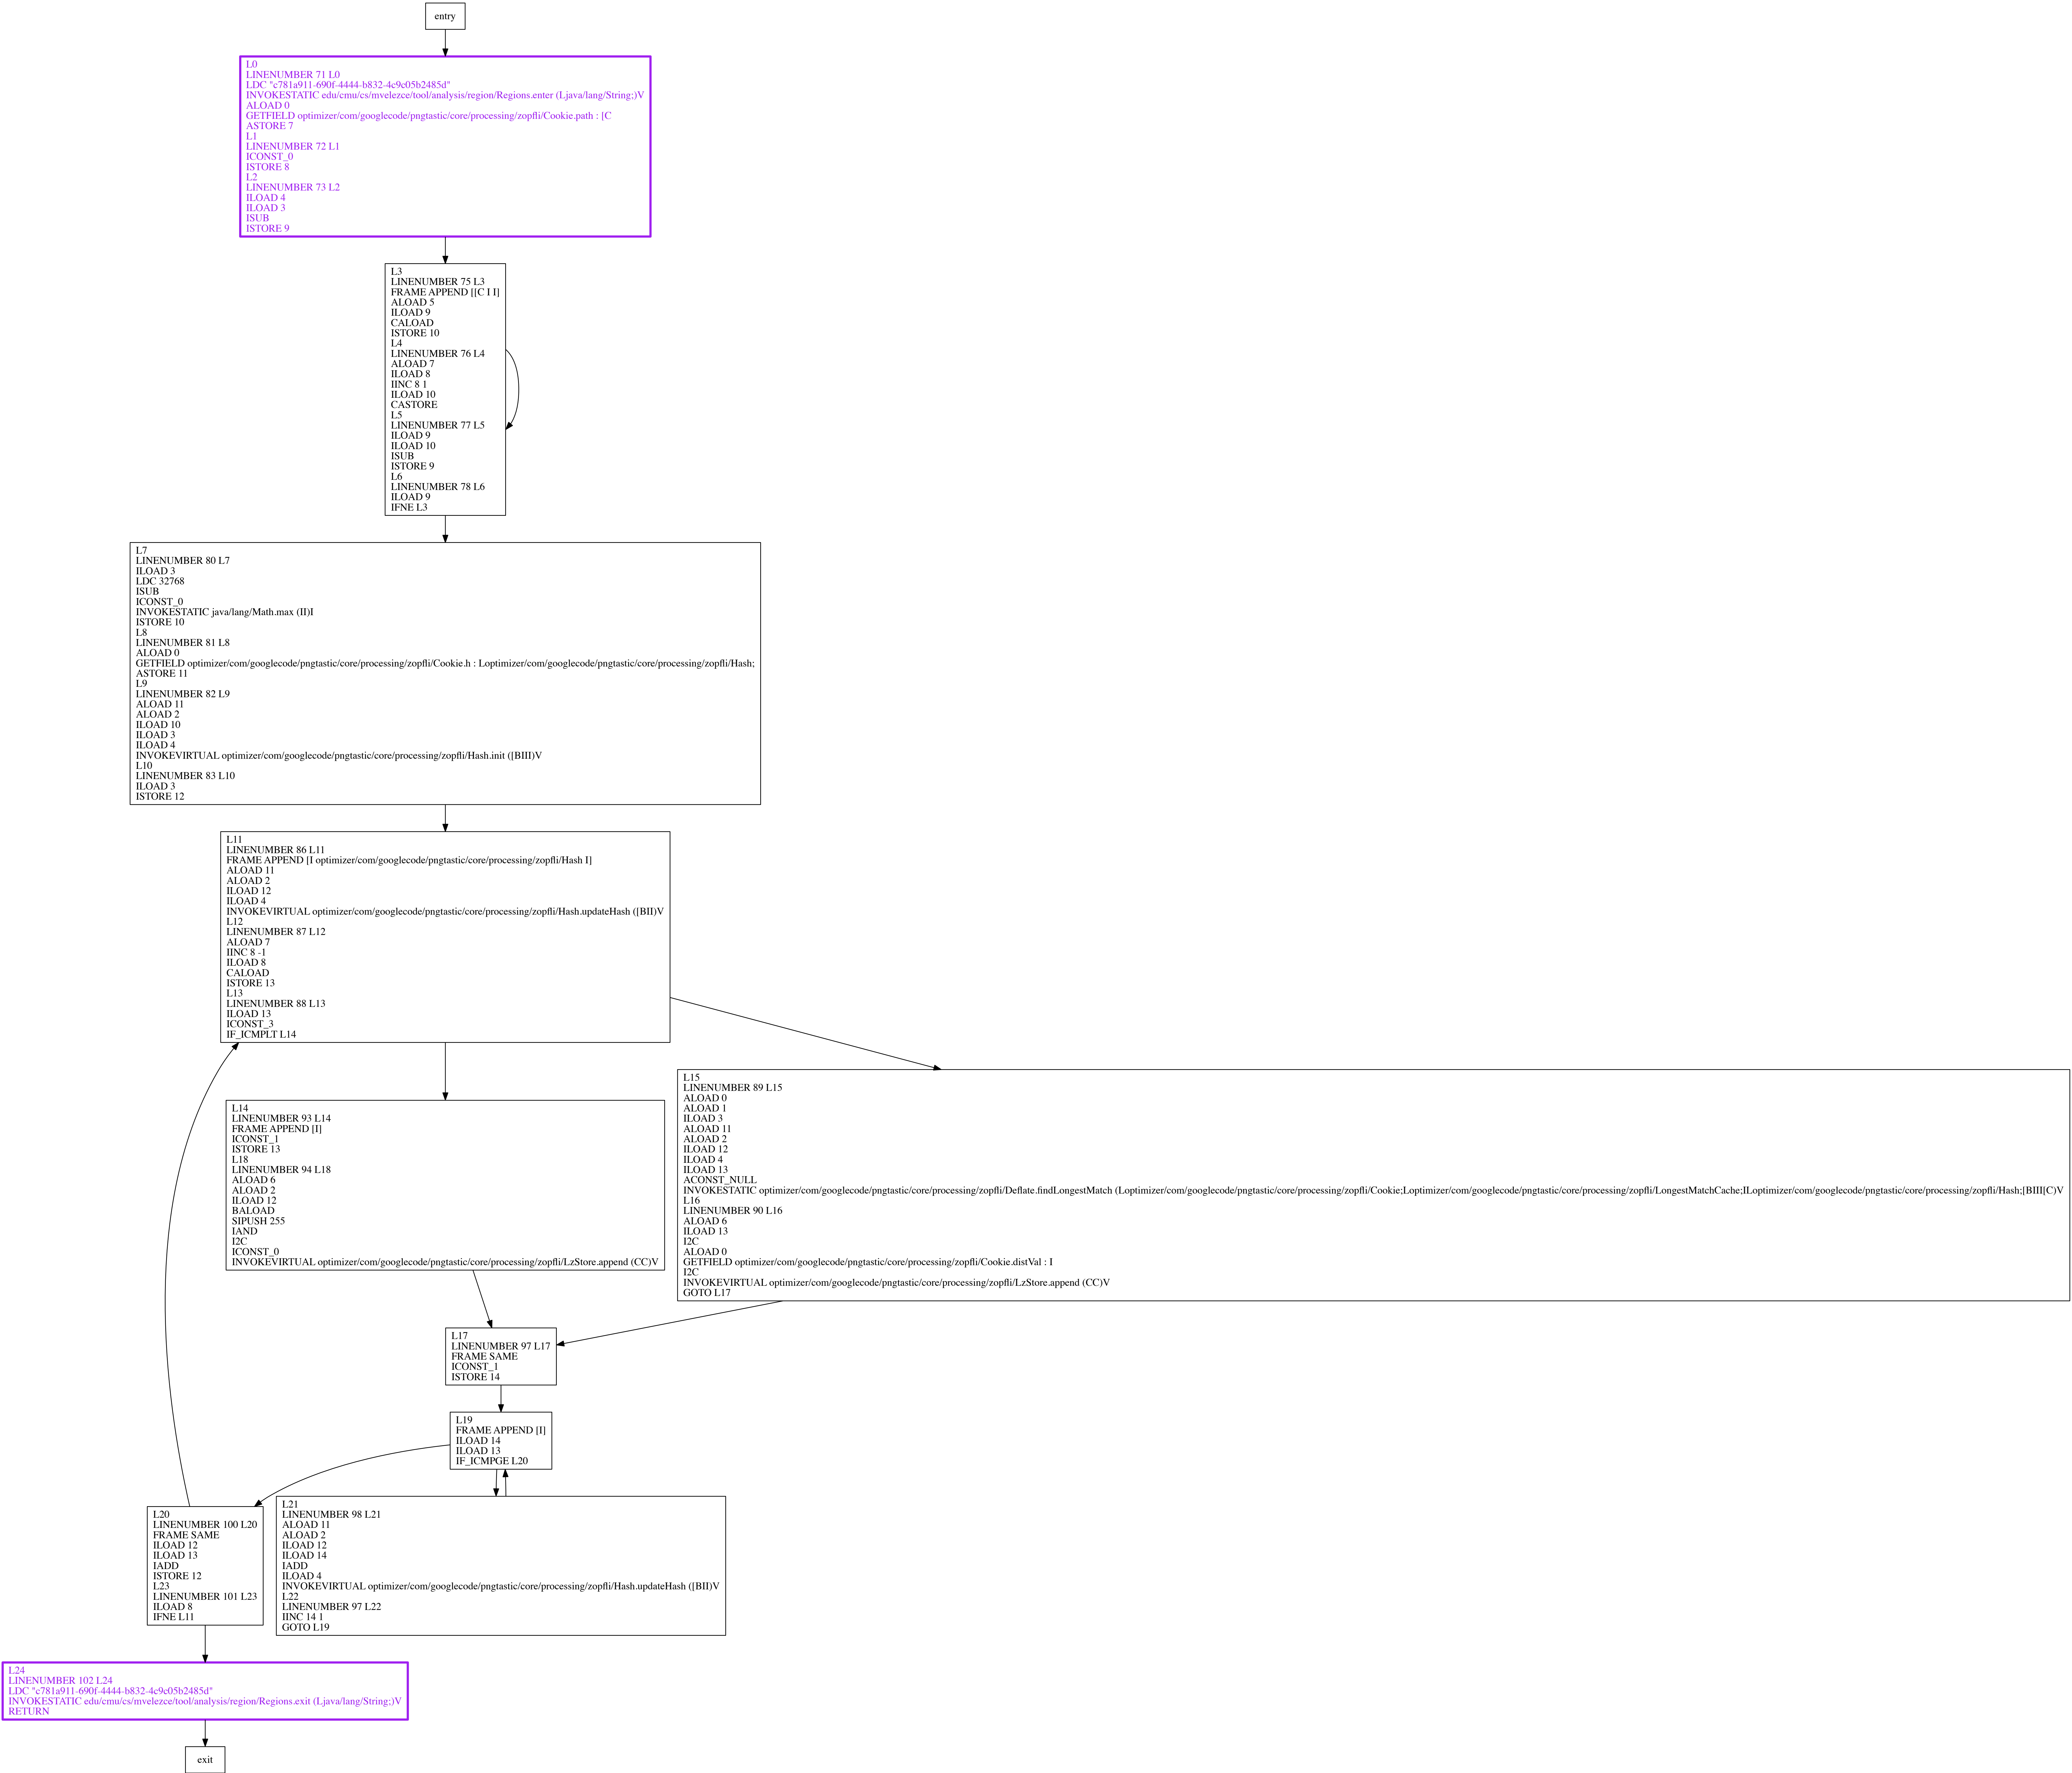 entry
L0
LINENUMBER 71 L0
LDC "c781a911-690f-4444-b832-4c9c05b2485d"
INVOKESTATIC edu/cmu/cs/mvelezce/tool/analysis/region/Regions.enter (Ljava/lang/String;)V
ALOAD 0
GETFIELD optimizer/com/googlecode/pngtastic/core/processing/zopfli/Cookie.path : [C
ASTORE 7
L1
LINENUMBER 72 L1
ICONST_0
ISTORE 8
L2
LINENUMBER 73 L2
ILOAD 4
ILOAD 3
ISUB
ISTORE 9
L3
LINENUMBER 75 L3
FRAME APPEND [[C I I]
ALOAD 5
ILOAD 9
CALOAD
ISTORE 10
L4
LINENUMBER 76 L4
ALOAD 7
ILOAD 8
IINC 8 1
ILOAD 10
CASTORE
L5
LINENUMBER 77 L5
ILOAD 9
ILOAD 10
ISUB
ISTORE 9
L6
LINENUMBER 78 L6
ILOAD 9
IFNE L3
L7
LINENUMBER 80 L7
ILOAD 3
LDC 32768
ISUB
ICONST_0
INVOKESTATIC java/lang/Math.max (II)I
ISTORE 10
L8
LINENUMBER 81 L8
ALOAD 0
GETFIELD optimizer/com/googlecode/pngtastic/core/processing/zopfli/Cookie.h : Loptimizer/com/googlecode/pngtastic/core/processing/zopfli/Hash;
ASTORE 11
L9
LINENUMBER 82 L9
ALOAD 11
ALOAD 2
ILOAD 10
ILOAD 3
ILOAD 4
INVOKEVIRTUAL optimizer/com/googlecode/pngtastic/core/processing/zopfli/Hash.init ([BIII)V
L10
LINENUMBER 83 L10
ILOAD 3
ISTORE 12
L11
LINENUMBER 86 L11
FRAME APPEND [I optimizer/com/googlecode/pngtastic/core/processing/zopfli/Hash I]
ALOAD 11
ALOAD 2
ILOAD 12
ILOAD 4
INVOKEVIRTUAL optimizer/com/googlecode/pngtastic/core/processing/zopfli/Hash.updateHash ([BII)V
L12
LINENUMBER 87 L12
ALOAD 7
IINC 8 -1
ILOAD 8
CALOAD
ISTORE 13
L13
LINENUMBER 88 L13
ILOAD 13
ICONST_3
IF_ICMPLT L14
L15
LINENUMBER 89 L15
ALOAD 0
ALOAD 1
ILOAD 3
ALOAD 11
ALOAD 2
ILOAD 12
ILOAD 4
ILOAD 13
ACONST_NULL
INVOKESTATIC optimizer/com/googlecode/pngtastic/core/processing/zopfli/Deflate.findLongestMatch (Loptimizer/com/googlecode/pngtastic/core/processing/zopfli/Cookie;Loptimizer/com/googlecode/pngtastic/core/processing/zopfli/LongestMatchCache;ILoptimizer/com/googlecode/pngtastic/core/processing/zopfli/Hash;[BIII[C)V
L16
LINENUMBER 90 L16
ALOAD 6
ILOAD 13
I2C
ALOAD 0
GETFIELD optimizer/com/googlecode/pngtastic/core/processing/zopfli/Cookie.distVal : I
I2C
INVOKEVIRTUAL optimizer/com/googlecode/pngtastic/core/processing/zopfli/LzStore.append (CC)V
GOTO L17
L14
LINENUMBER 93 L14
FRAME APPEND [I]
ICONST_1
ISTORE 13
L18
LINENUMBER 94 L18
ALOAD 6
ALOAD 2
ILOAD 12
BALOAD
SIPUSH 255
IAND
I2C
ICONST_0
INVOKEVIRTUAL optimizer/com/googlecode/pngtastic/core/processing/zopfli/LzStore.append (CC)V
L17
LINENUMBER 97 L17
FRAME SAME
ICONST_1
ISTORE 14
L19
FRAME APPEND [I]
ILOAD 14
ILOAD 13
IF_ICMPGE L20
L20
LINENUMBER 100 L20
FRAME SAME
ILOAD 12
ILOAD 13
IADD
ISTORE 12
L23
LINENUMBER 101 L23
ILOAD 8
IFNE L11
L21
LINENUMBER 98 L21
ALOAD 11
ALOAD 2
ILOAD 12
ILOAD 14
IADD
ILOAD 4
INVOKEVIRTUAL optimizer/com/googlecode/pngtastic/core/processing/zopfli/Hash.updateHash ([BII)V
L22
LINENUMBER 97 L22
IINC 14 1
GOTO L19
L24
LINENUMBER 102 L24
LDC "c781a911-690f-4444-b832-4c9c05b2485d"
INVOKESTATIC edu/cmu/cs/mvelezce/tool/analysis/region/Regions.exit (Ljava/lang/String;)V
RETURN
exit